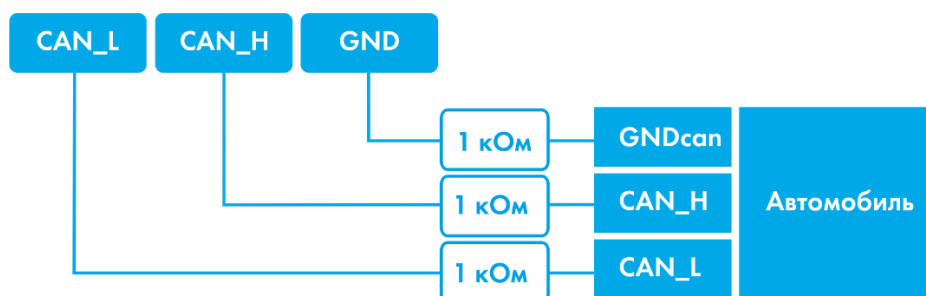 CAN_L CAN_H GND
1 кОм GNDcan
1 кОм CAN_H Автомобиль
1 кОм CAN_L